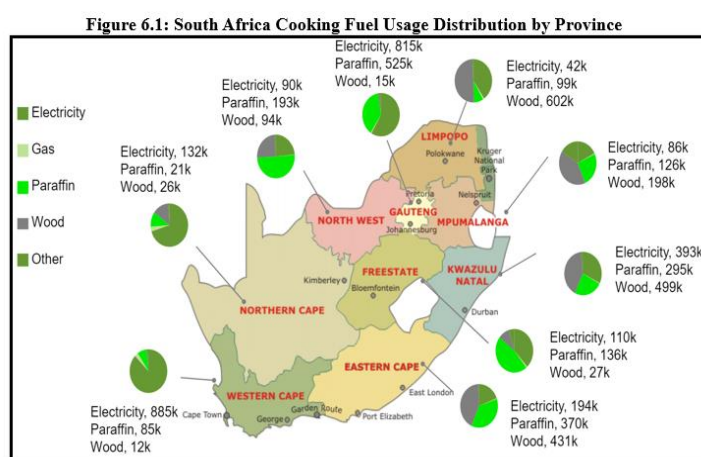 Figure 6.1: South Africa Cooking Fuel Usage Distribution by Province
Electricity, 815k
Paraffin, 525k
Wood, 15k
Electricity, 42k
Paraffin, 99k
Wood, 602k
Electricity, 90k
Paraffin, 193k
Wood, 94k
Electricity
Gas
Paraffin
Wood
Other
Electricity, 132k
Paraffin, 21k
Wood, 26k
Electricity, 86k
Paraffin, 126k
Wood, 198k
LIMPOPO
Polokwane
Kruger
National
Park
Pretoria
Nelspruit
NORTH WEST
GAUTENG
MPUMALANGA
Johannesburg
Electricity, 393k
Paraffin, 295k
Wood, 499k
FREESTATE
KWAZULU
NATAL
Kimberley
Bloemfontein
NORTHERN CAPE
Durban
Electricity, 110k
Paraffin, 136k
Wood, 27k
EASTERN CAPE
WESTERN CAPE
East London
Cape Town
George
Garden Route
Port Elizabeth
Electricity, 885k
Paraffin, 85k
Wood, 12k
Electricity, 194k
Paraffin, 370k
Wood, 431k